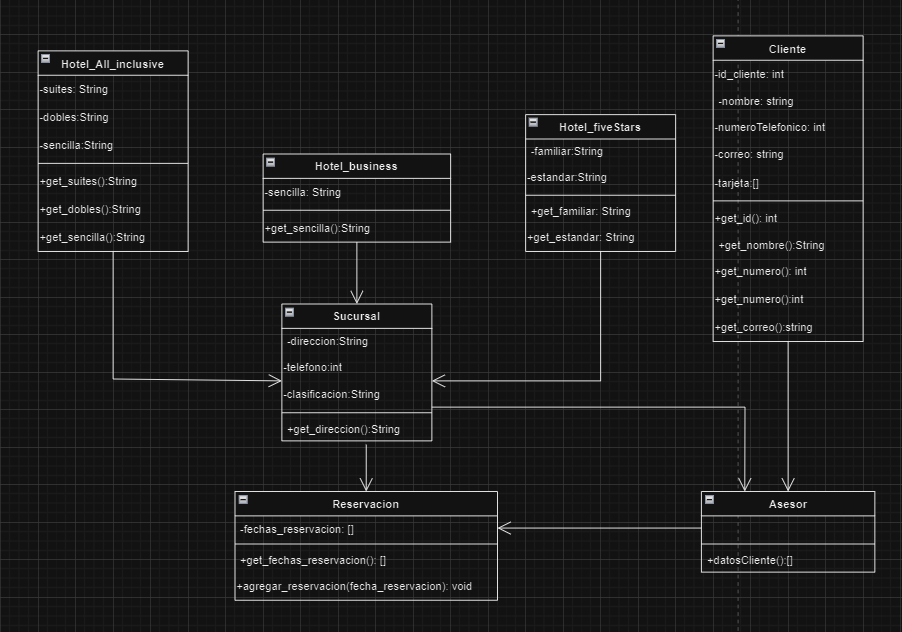 Hotel_All_inclusive
-suites: String
-dobles:String
-sencilla:String
+get_suites():String
+get_dobles():String
+get_sencilla():String
Hotel_business
-sencilla: String
+get_sencilla():String
Hotel_fiveStars
-familiar:String
-estandar:String
+get_familiar: String
+get_estandar: String
Cliente
-id_cliente: int
-nombre: string
-numeroTelefonico: int
-correo: string
-tarjeta:[]
+get_id(): int
+get_nombre():String
+get_numero(): int
+get_numero():int
+get_correo():string
Sucursal
-direccion:String
-telefono:int
-clasificacion:String
+get_direccion():String
Reservacion
-fechas_reservacion: []
+get_fechas_reservacion(): []
+agregar_reservacion(fecha_reservacion): void
Asesor
+datosCliente():[]